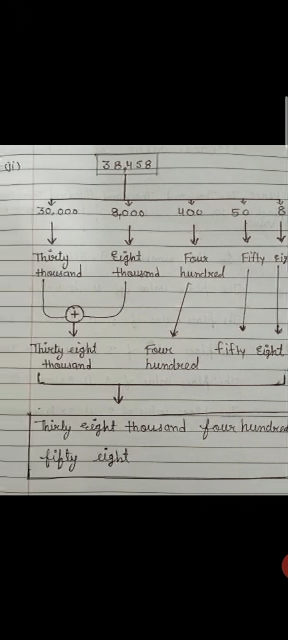 (ii) 38,458
30,000 8,000 400 50 8
Thirty Eight Four Fifty
thousand thousand hundred
+
Thirty eight Four fifty eight
thousand hundred
Thirty eight thousand four hundred
fifty eight